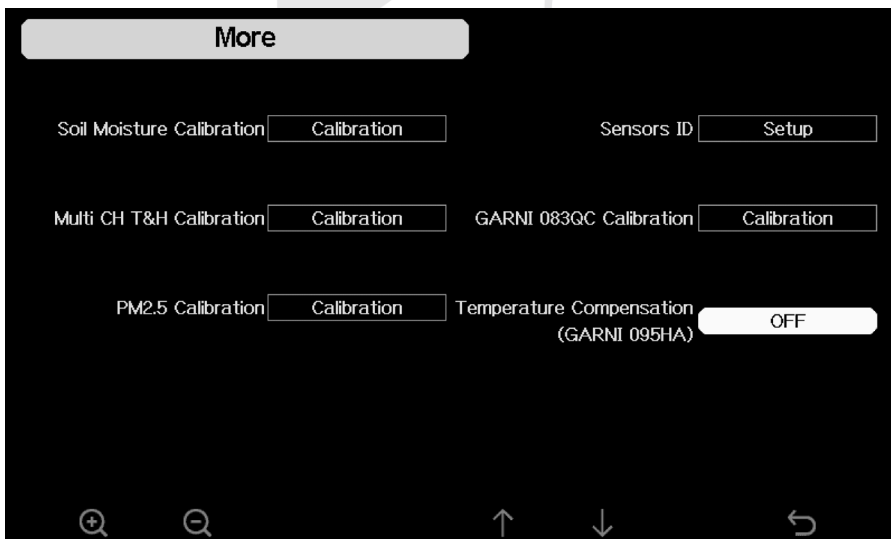 More
Soil Moisture Calibration Calibration Sensors ID Setup
Multi CH T&H Calibration Calibration GARNI 083QC Calibration Calibration
PM2.5 Calibration Calibration Temperature Compensation
(GARNI 095HA) OFF